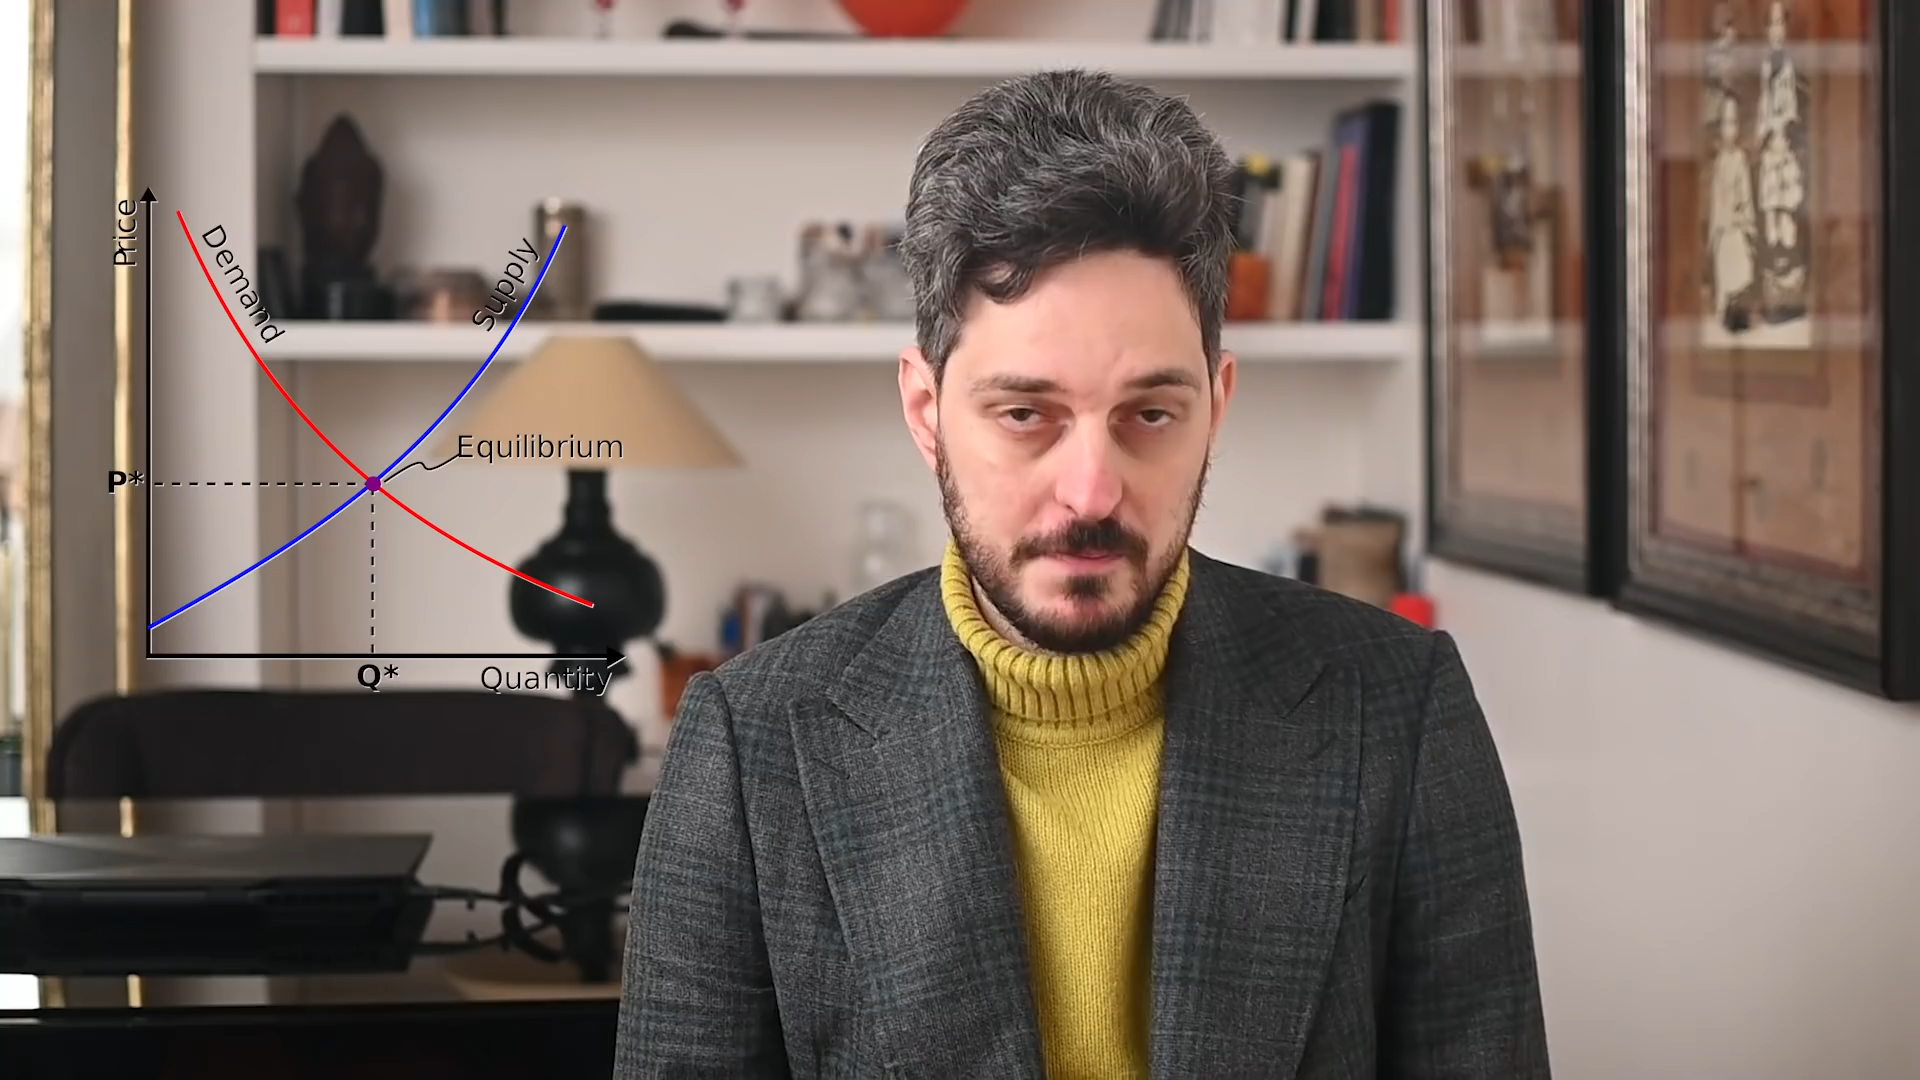 Price
Demand
Supply
Equilibrium
P*
Q*
Quantity